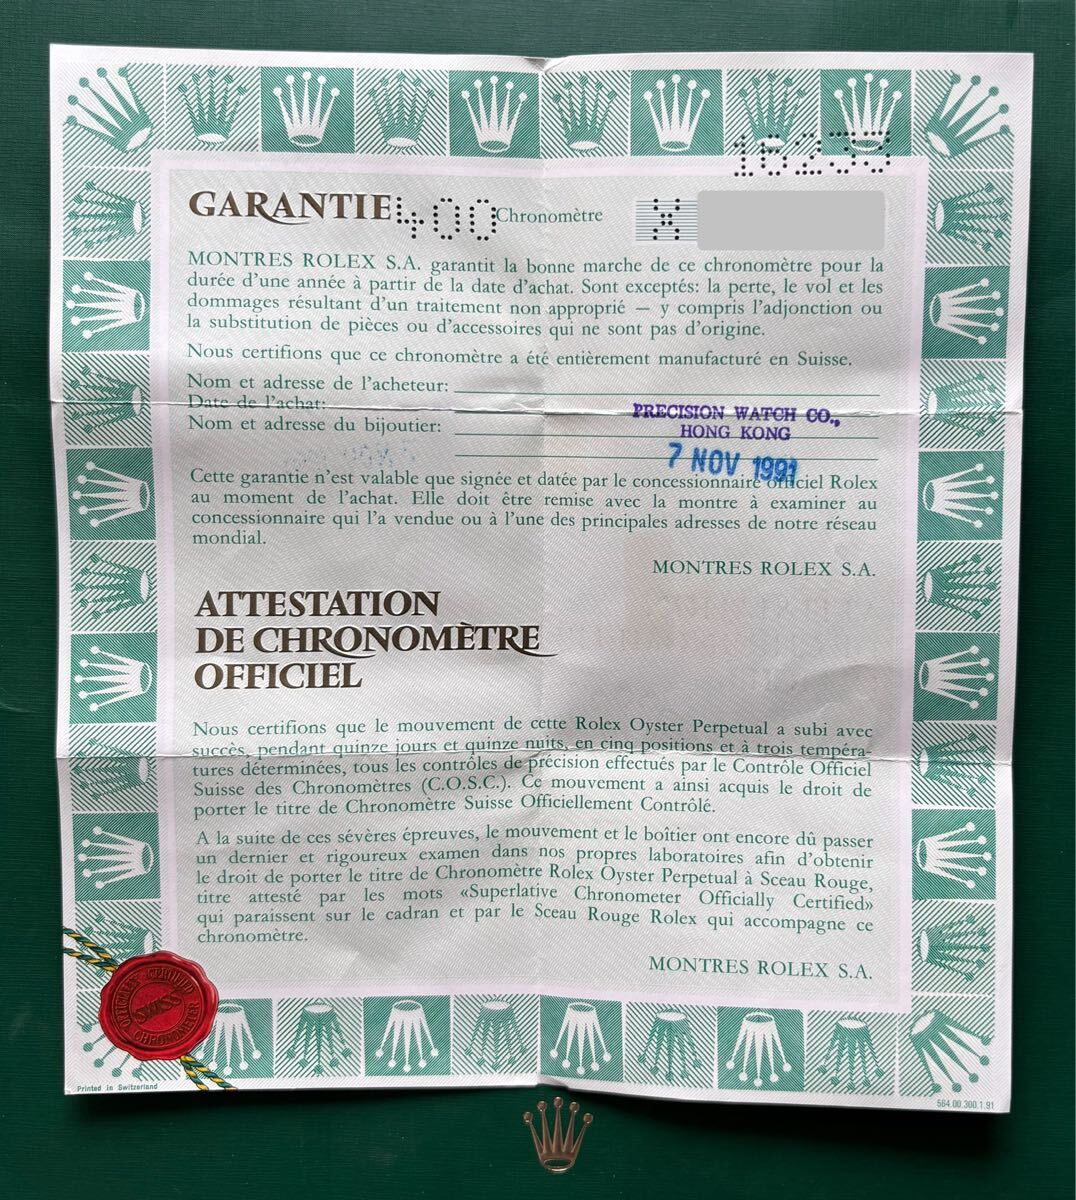 16233
GARANTIE 400 Chronomètre X
MONTRES ROLEX S.A. garantit la bonne marche de ce chronomètre pour la
durée d'une année à partir de la date d'achat. Sont exceptés: la perte, le vol et les
dommages résultant d'un traitement non approprié — y compris l'adjonction ou
la substitution de pièces ou d'accessoires qui ne sont pas d'origine.
Nous certifions que ce chronomètre a été entièrement manufacturé en Suisse.
Nom et adresse de l'acheteur:
Date de l'achat:
PRECISION WATCH CO.,
Nom et adresse du bijoutier:
HONG KONG
7 NOV 1991
Cette garantie n'est valable que signée et datée par le concessionnaire officiel Rolex
au moment de l'achat. Elle doit être remise avec la montre à examiner au
concessionnaire qui l'a vendue ou à l'une des principales adresses de notre réseau
mondial.
MONTRES ROLEX S.A.
ATTESTATION
DE CHRONOMÈTRE
OFFICIEL
Nous certifions que le mouvement de cette Rolex Oyster Perpetual a subi avec
succès, pendant quinze jours et quinze nuits, en cinq positions et à trois tempéra-
tures déterminées, tous les contrôles de précision effectués par le Contrôle Officiel
Suisse des Chronomètres (C.O.S.C.). Ce mouvement a ainsi acquis le droit de
porter le titre de Chronomètre Suisse Officiellement Contrôlé.
A la suite de ces sévères épreuves, le mouvement et le boîtier ont encore dû passer
un dernier et rigoureux examen dans nos propres laboratoires afin d'obtenir
le droit de porter le titre de Chronomètre Rolex Oyster Perpetual à Sceau Rouge,
titre attesté par les mots «Superlative Chronometer Officially Certified»
qui paraissent sur le cadran et par le Sceau Rouge Rolex qui accompagne ce
chronomètre.
MONTRES ROLEX S.A.
OFFICIALLY CERTIFIED
SWISS
CHRONOMETER
Printed in Switzerland
564.00.300.1.91